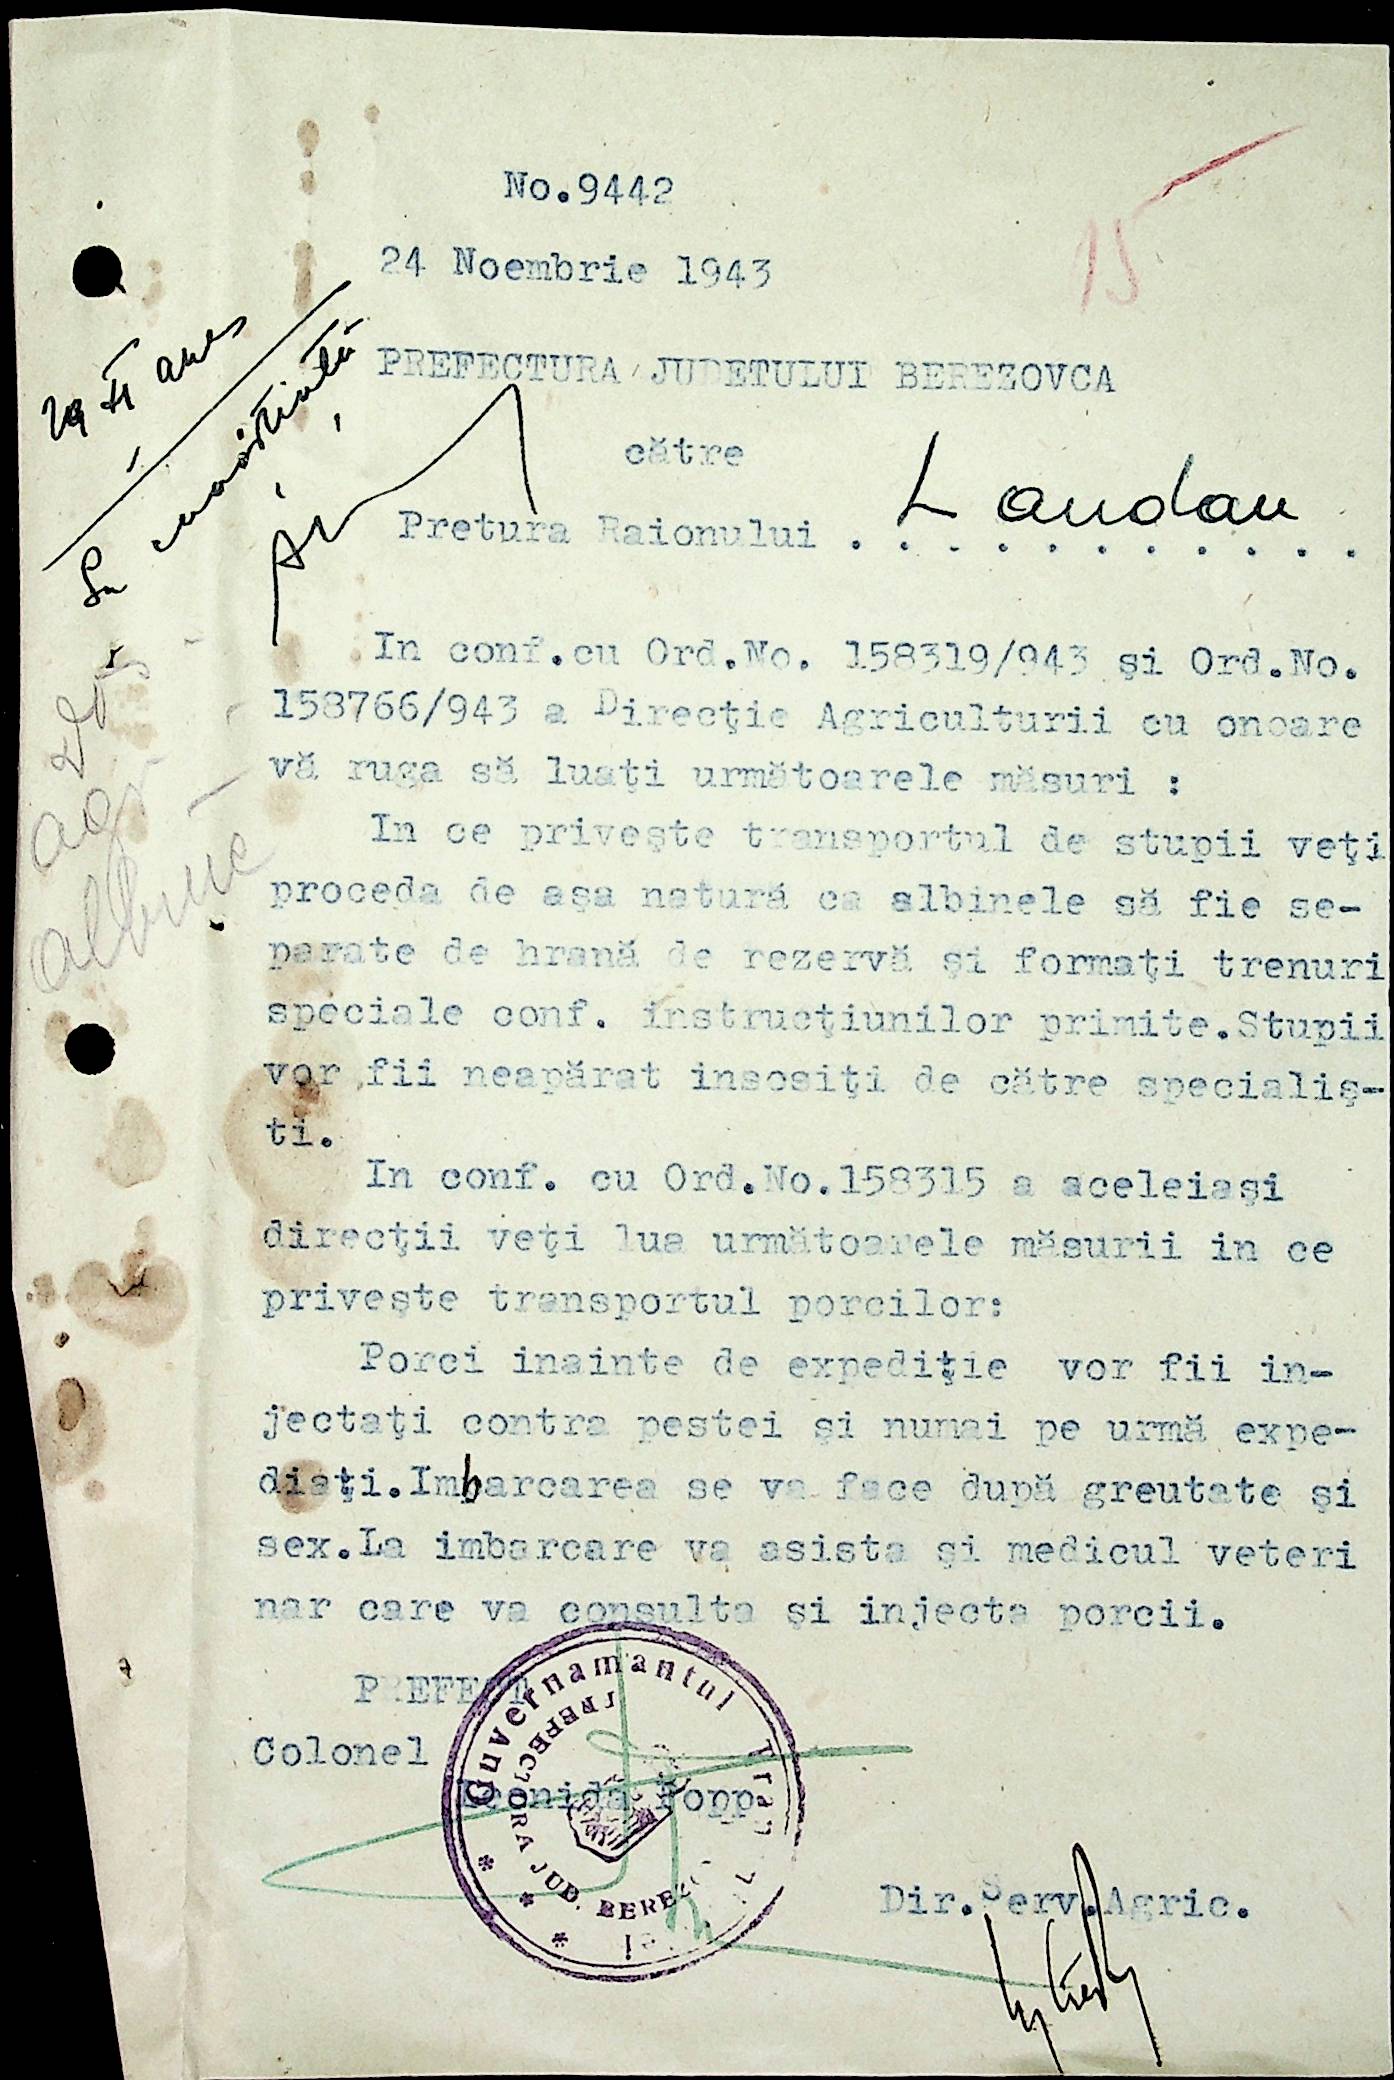 No.9442
15
24 Noembrie 1943
PREFECTURA JUDETULUI BEREZOVCA
către
Pretura Raionului . . . . . . . . . . .
Landau
In conf.cu Ord.No. 158319/943 şi Ord.No.
158766/943 a Direcţie Agriculturii cu onoare
vă ruga să luaţi următoarele măsuri :
In ce priveşte transportul de stupii veţi
proceda de aşa natură ca albinele să fie se-
parate de hrană de rezervă şi formaţi trenuri
speciale conf. instrucţiunilor primite.Stupii
vor fii neapărat insosiţi de către specialiş-
ti.
In conf. cu Ord.No.158315 a aceleiaşi
direcţii veţi lua următoarele măsurii in ce
priveşte transportul porcilor:
Porci inainte de expediţie vor fii in-
jectaţi contra pestei şi numai pe urmă expe-
diaţi.Imbarcarea se va face după greutate şi
sex.La imbarcare va asista şi medicul veteri
nar care va consulta şi injecta porcii.
PREFECT
Colonel
Leonida Popp
Guvernamantul
PREFECTURA JUD.
Dir.Serv.Agric.
Dos
agr
albine